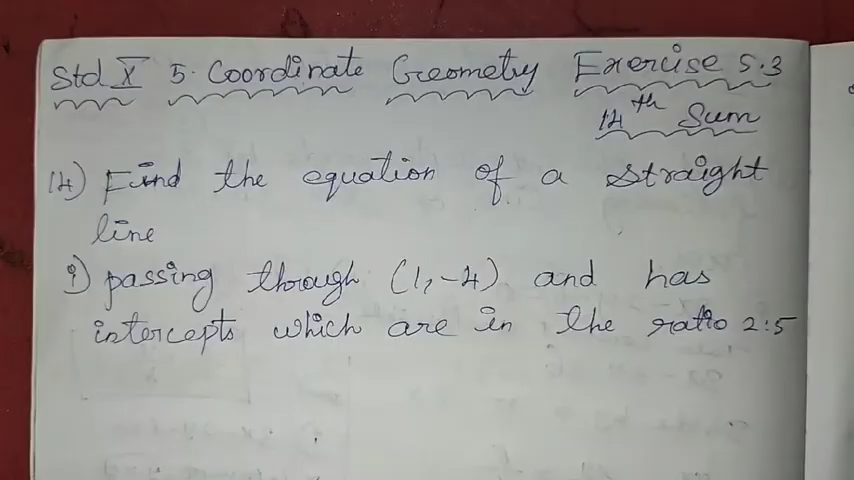 Std X 5. Coordinate Geometry Exercise 5.3
14th Sum
14) Find the equation of a straight
line
i) passing through (1, -4) and has
intercepts which are in the ratio 2:5